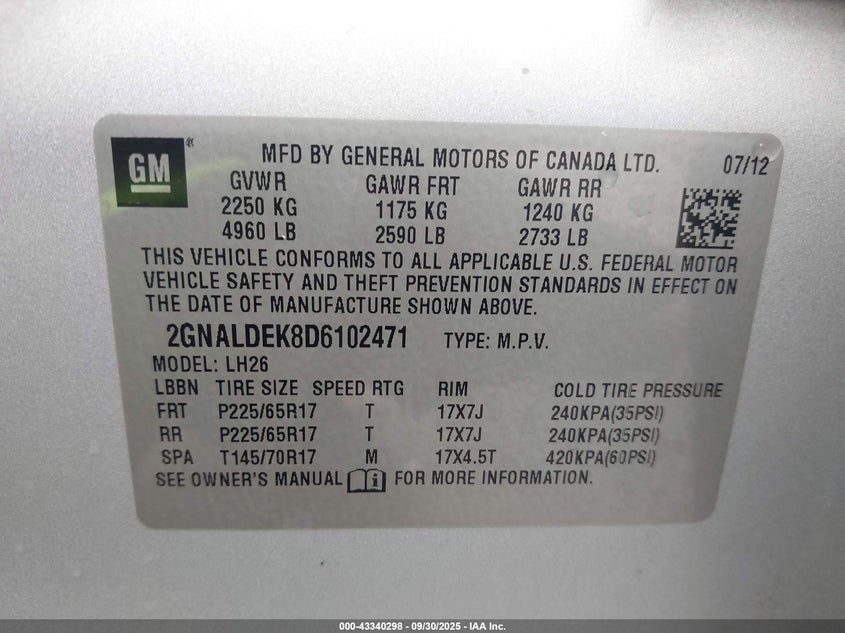 GM ®
MFD BY GENERAL MOTORS OF CANADA LTD. 07/12
GVWR GAWR FRT GAWR RR
2250 KG 1175 KG 1240 KG
4960 LB 2590 LB 2733 LB
THIS VEHICLE CONFORMS TO ALL APPLICABLE U.S. FEDERAL MOTOR
VEHICLE SAFETY AND THEFT PREVENTION STANDARDS IN EFFECT ON
THE DATE OF MANUFACTURE SHOWN ABOVE.
2GNALDEK8D6102471 TYPE: M.P.V.
MODEL: LH26
LBBN TIRE SIZE SPEED RTG RIM COLD TIRE PRESSURE
FRT P225/65R17 T 17X7J 240KPA(35PSI)
RR P225/65R17 T 17X7J 240KPA(35PSI)
SPA T145/70R17 M 17X4.5T 420KPA(60PSI)
SEE OWNER'S MANUAL i FOR MORE INFORMATION.
000-43340298 - 09/30/2025 - IAA Inc.